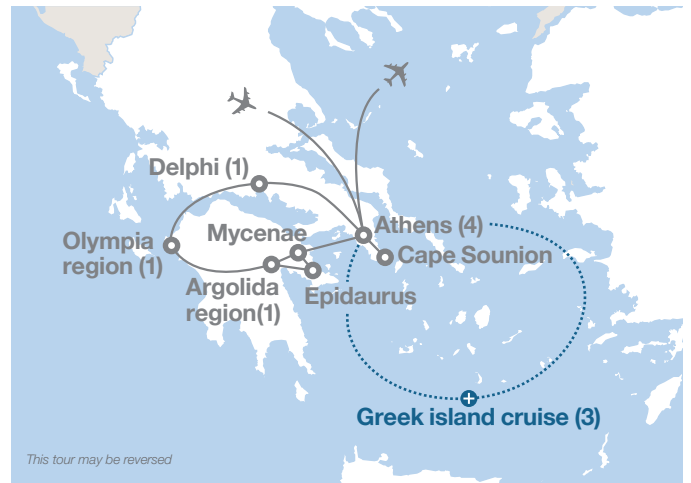 Delphi (1)
Athens (4)
Mycenae
Olympia
region (1)
Cape Sounion
Argolida
region(1)
Epidaurus
Greek island cruise (3)
This tour may be reversed